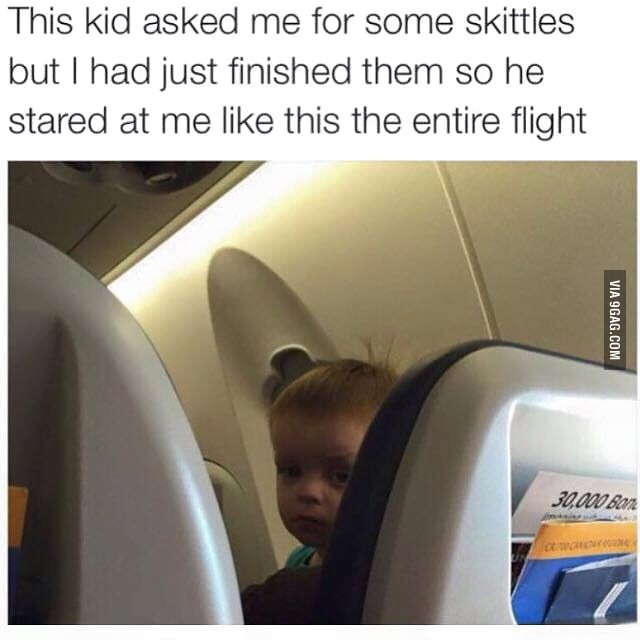 This kid asked me for some skittles
but I had just finished them so he
stared at me like this the entire flight
VIA 9GAG.COM
30,000 Bon